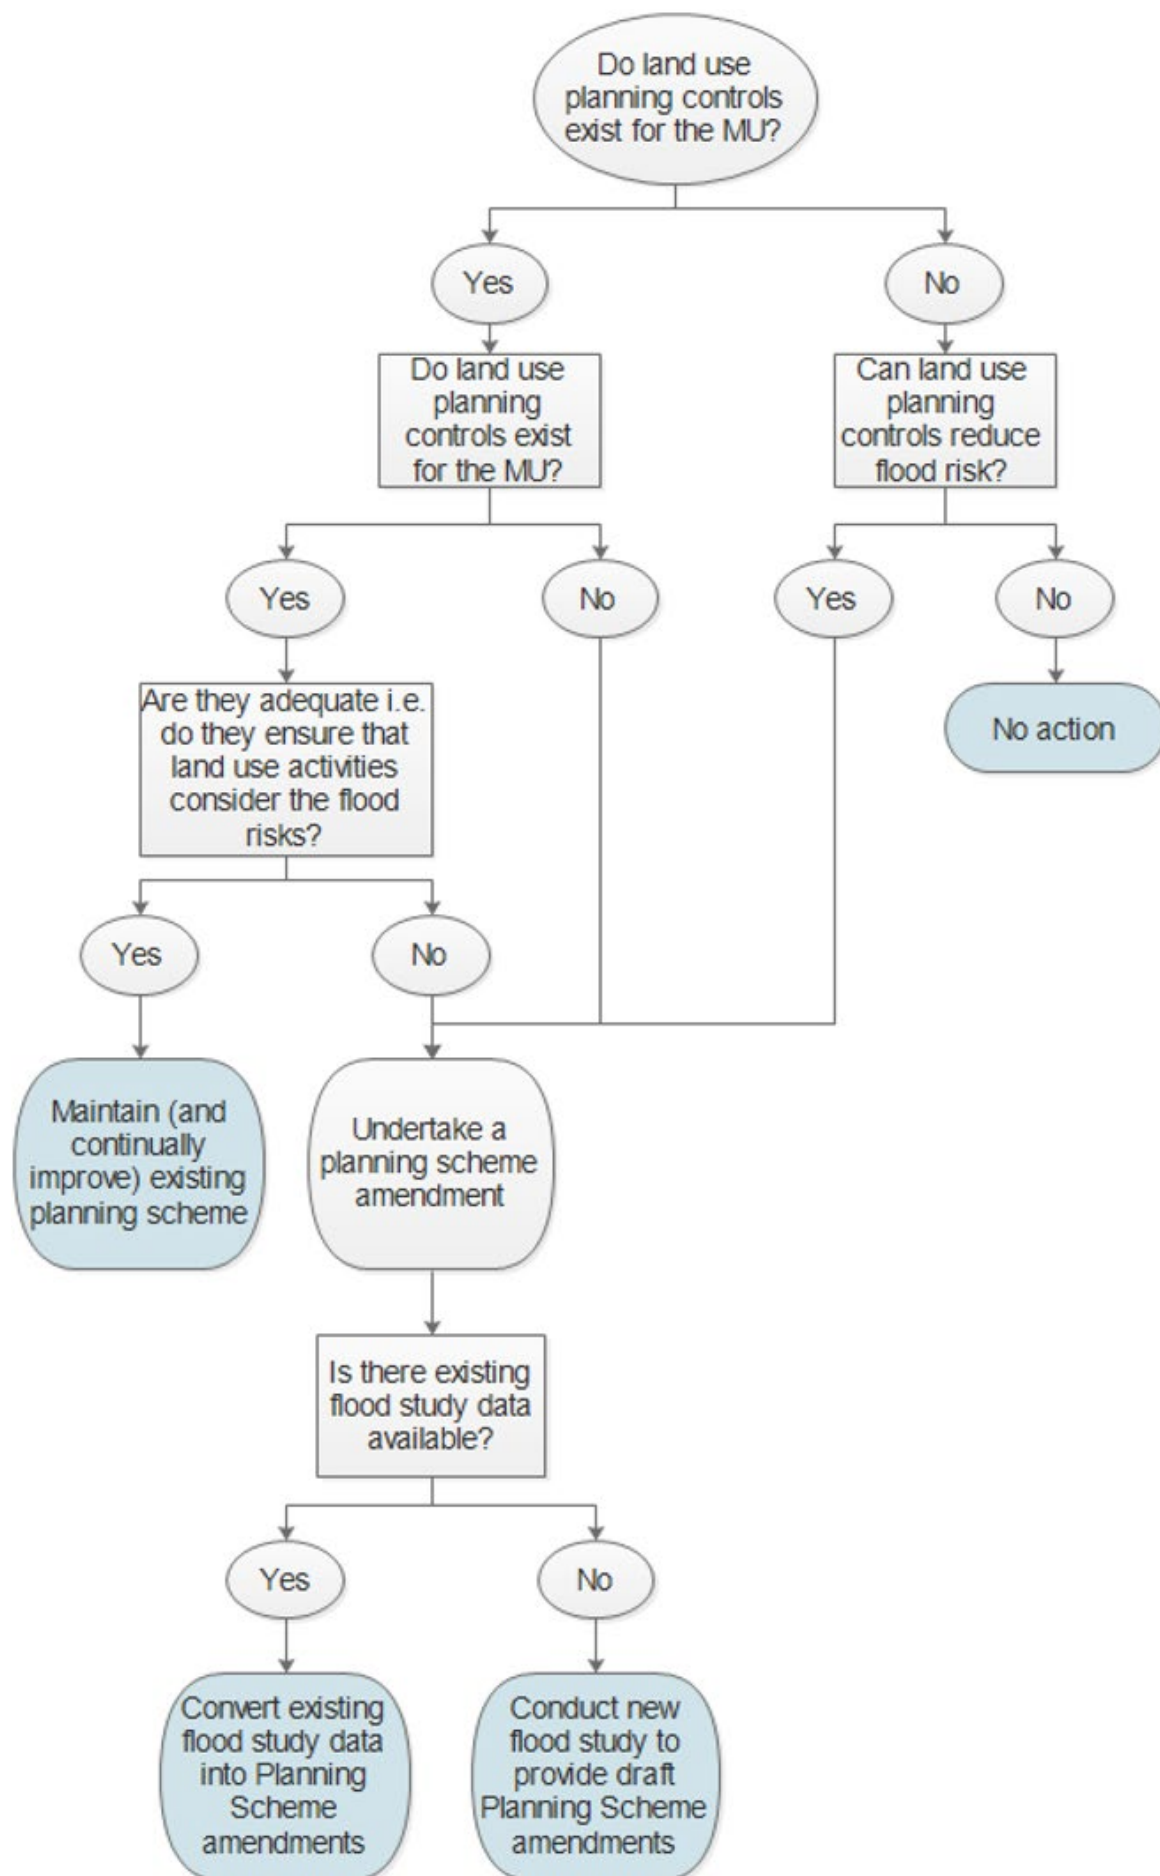 Do land use
planning controls
exist for the MU?
Yes
No
Do land use
planning
controls exist
for the MU?
Can land use
planning
controls reduce
flood risk?
Yes
No
Yes
No
Are they adequate i.e.
do they ensure that
land use activities
consider the flood
risks?
No action
Yes
No
Maintain (and
continually
improve) existing
planning scheme
Undertake a
planning scheme
amendment
Is there existing
flood study data
available?
Yes
No
Convert existing
flood study data
into Planning
Scheme
amendments
Conduct new
flood study to
provide draft
Planning Scheme
amendments